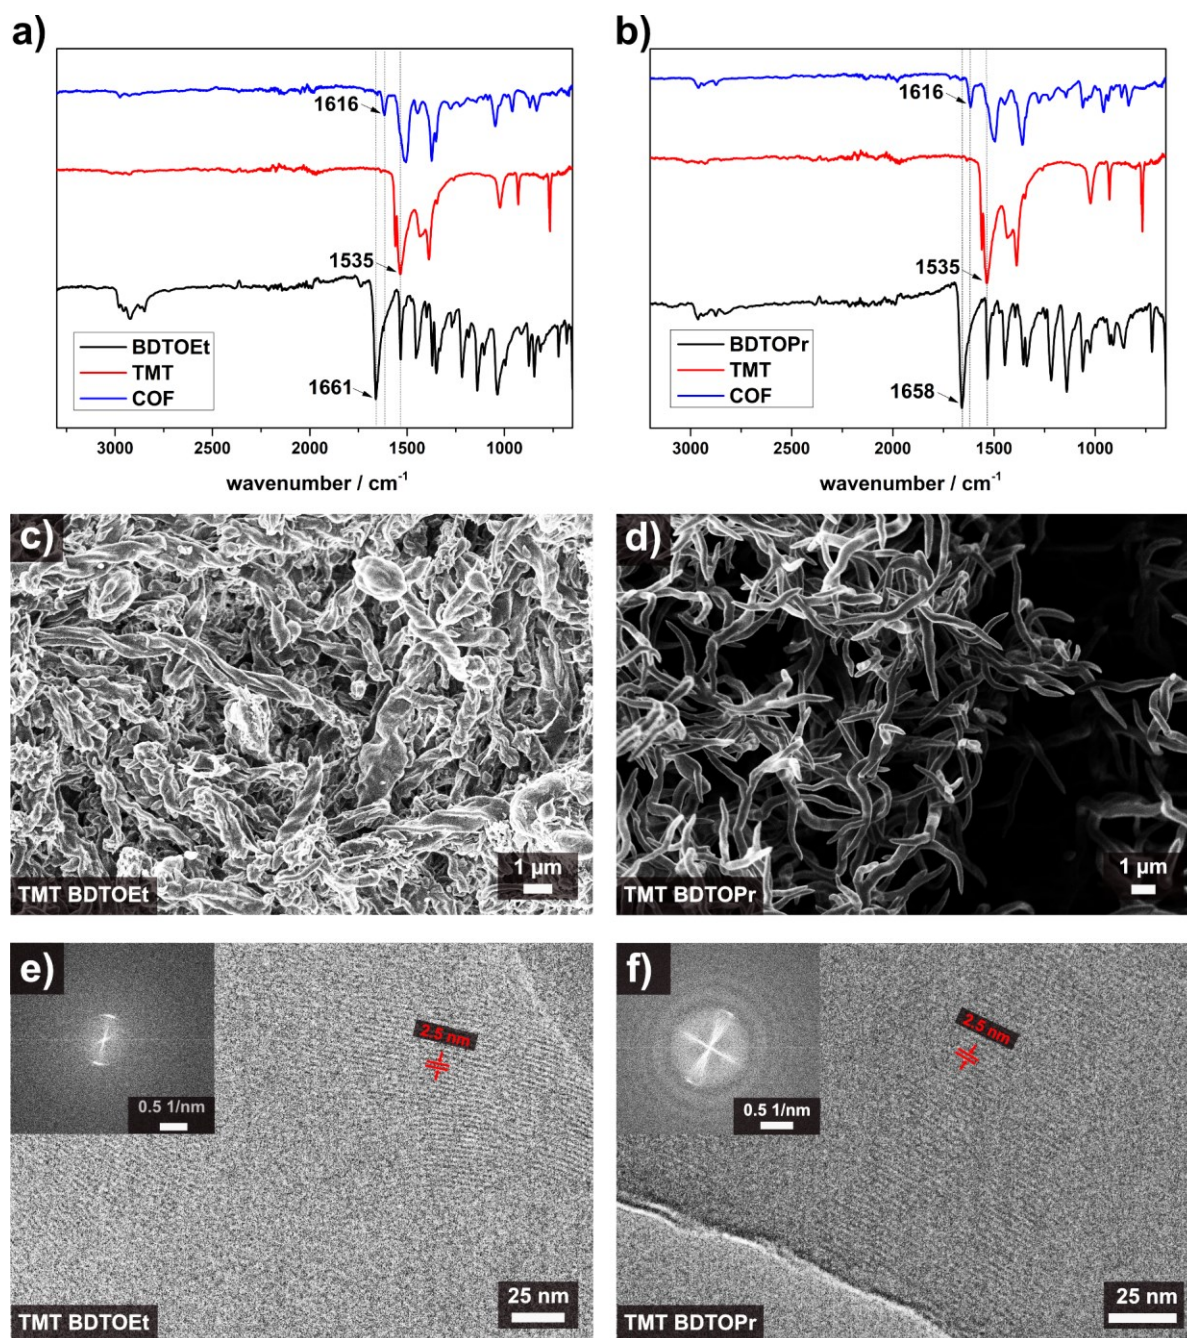 a)
1616
1535
BDTOEt
TMT
COF
1661
3000 2500 2000 1500 1000
wavenumber / cm⁻¹
b)
1616
1535
BDTOPr
TMT
COF
1658
3000 2500 2000 1500 1000
wavenumber / cm⁻¹
c)
1 µm
TMT BDTOEt
d)
1 µm
TMT BDTOPr
e)
2.5 nm
0.5 1/nm
25 nm
TMT BDTOEt
f)
2.5 nm
0.5 1/nm
25 nm
TMT BDTOPr